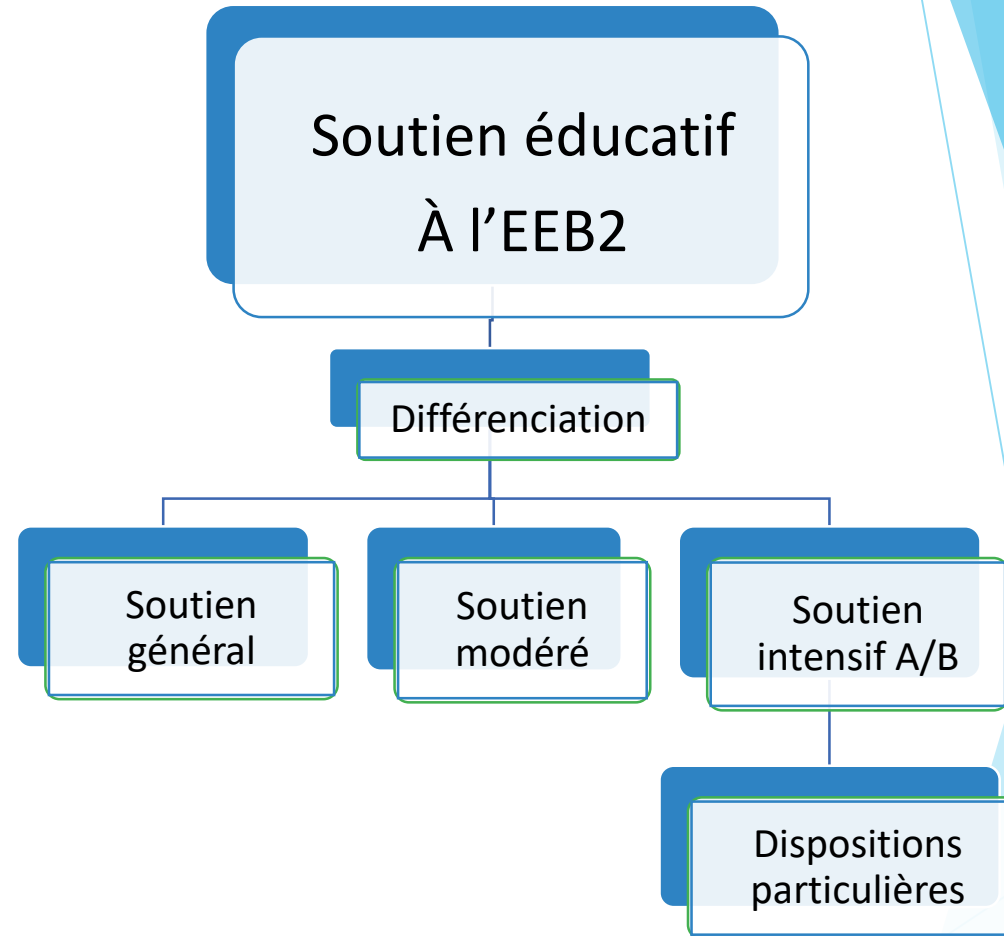 Soutien éducatif
À l’EEB2
Différenciation
Soutien
général
Soutien
modéré
Soutien
intensif A/B
Dispositions
particulières